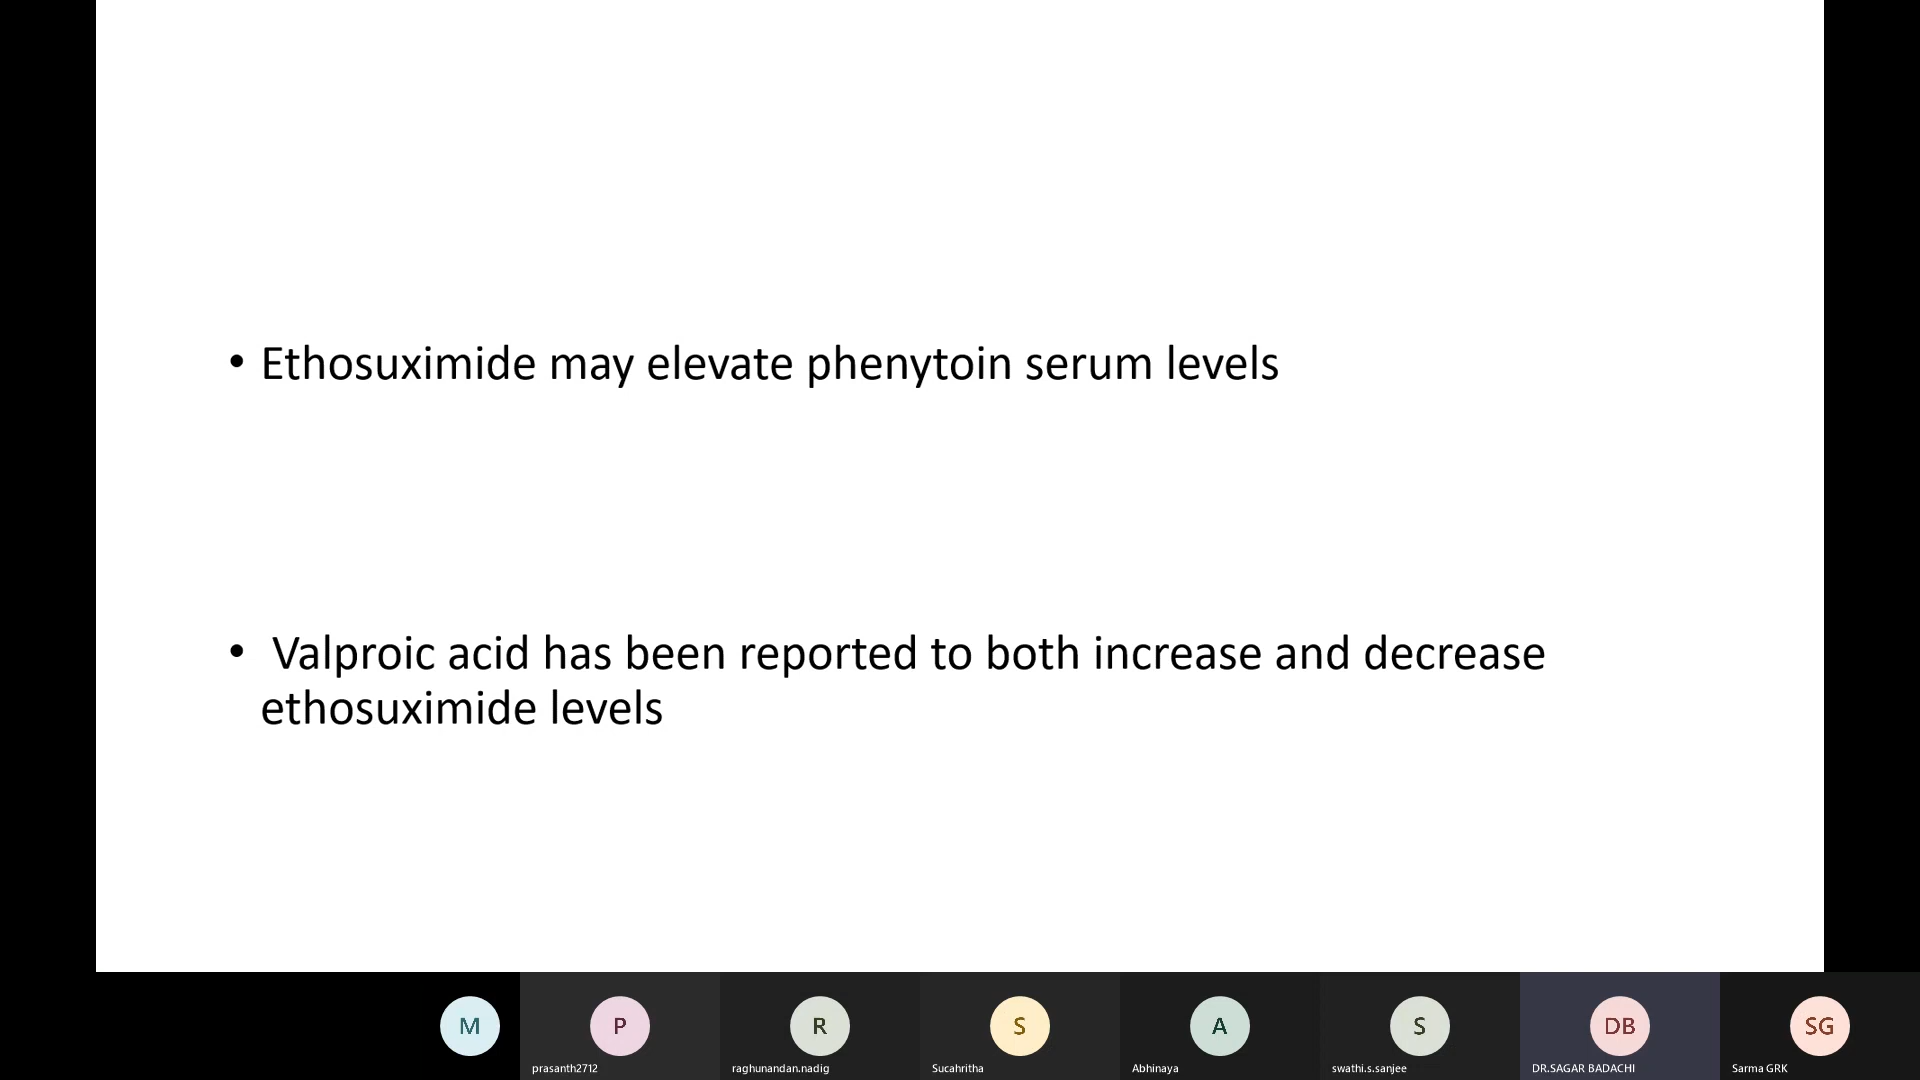 • Ethosuximide may elevate phenytoin serum levels
• Valproic acid has been reported to both increase and decrease
ethosuximide levels
M
P
R
S
A
S
DB
SG
prasanth2712
raghunandan.nadig
Sucahritha
Abhinaya
swathi.s.sanjee
DR.SAGAR BADACHI
Sarma GRK